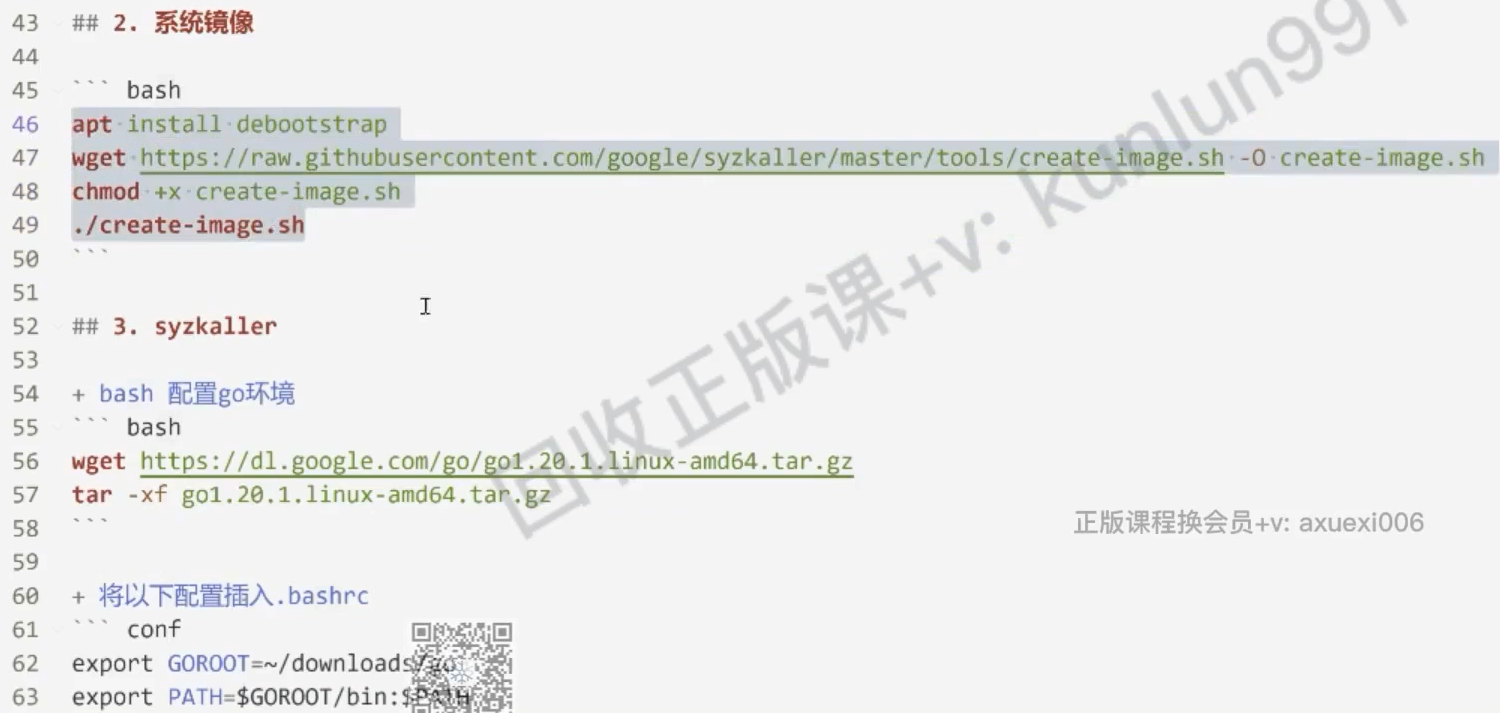 43 ## 2. 系统镜像
44
45 ``` bash
46 apt install debootstrap
47 wget https://raw.githubusercontent.com/google/syzkaller/master/tools/create-image.sh -O create-image.sh
48 chmod +x create-image.sh
49 ./create-image.sh
50 ```
51
52 ## 3. syzkaller
53
54 + bash 配置go环境
55 ``` bash
56 wget https://dl.google.com/go/go1.20.1.linux-amd64.tar.gz
57 tar -xf go1.20.1.linux-amd64.tar.gz
58 ```
59
60 + 将以下配置插入.bashrc
61 ``` conf
62 export GOROOT=~/downloads/go
63 export PATH=$GOROOT/bin:$PATH
回收正版课+v: kunlun991
正版课程换会员+v: axuexi006